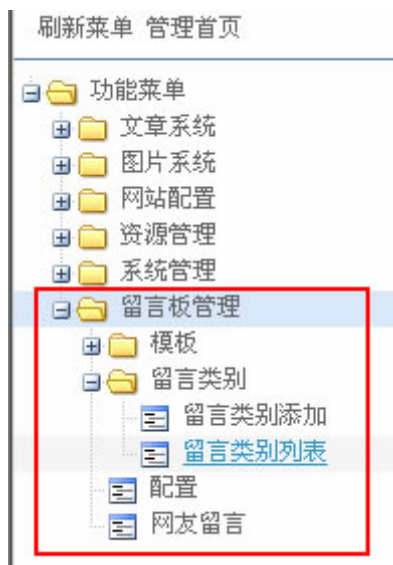 刷新菜单 管理首页
功能菜单
文章系统
图片系统
网站配置
资源管理
系统管理
留言板管理
模板
留言类别
留言类别添加
留言类别列表
配置
网友留言